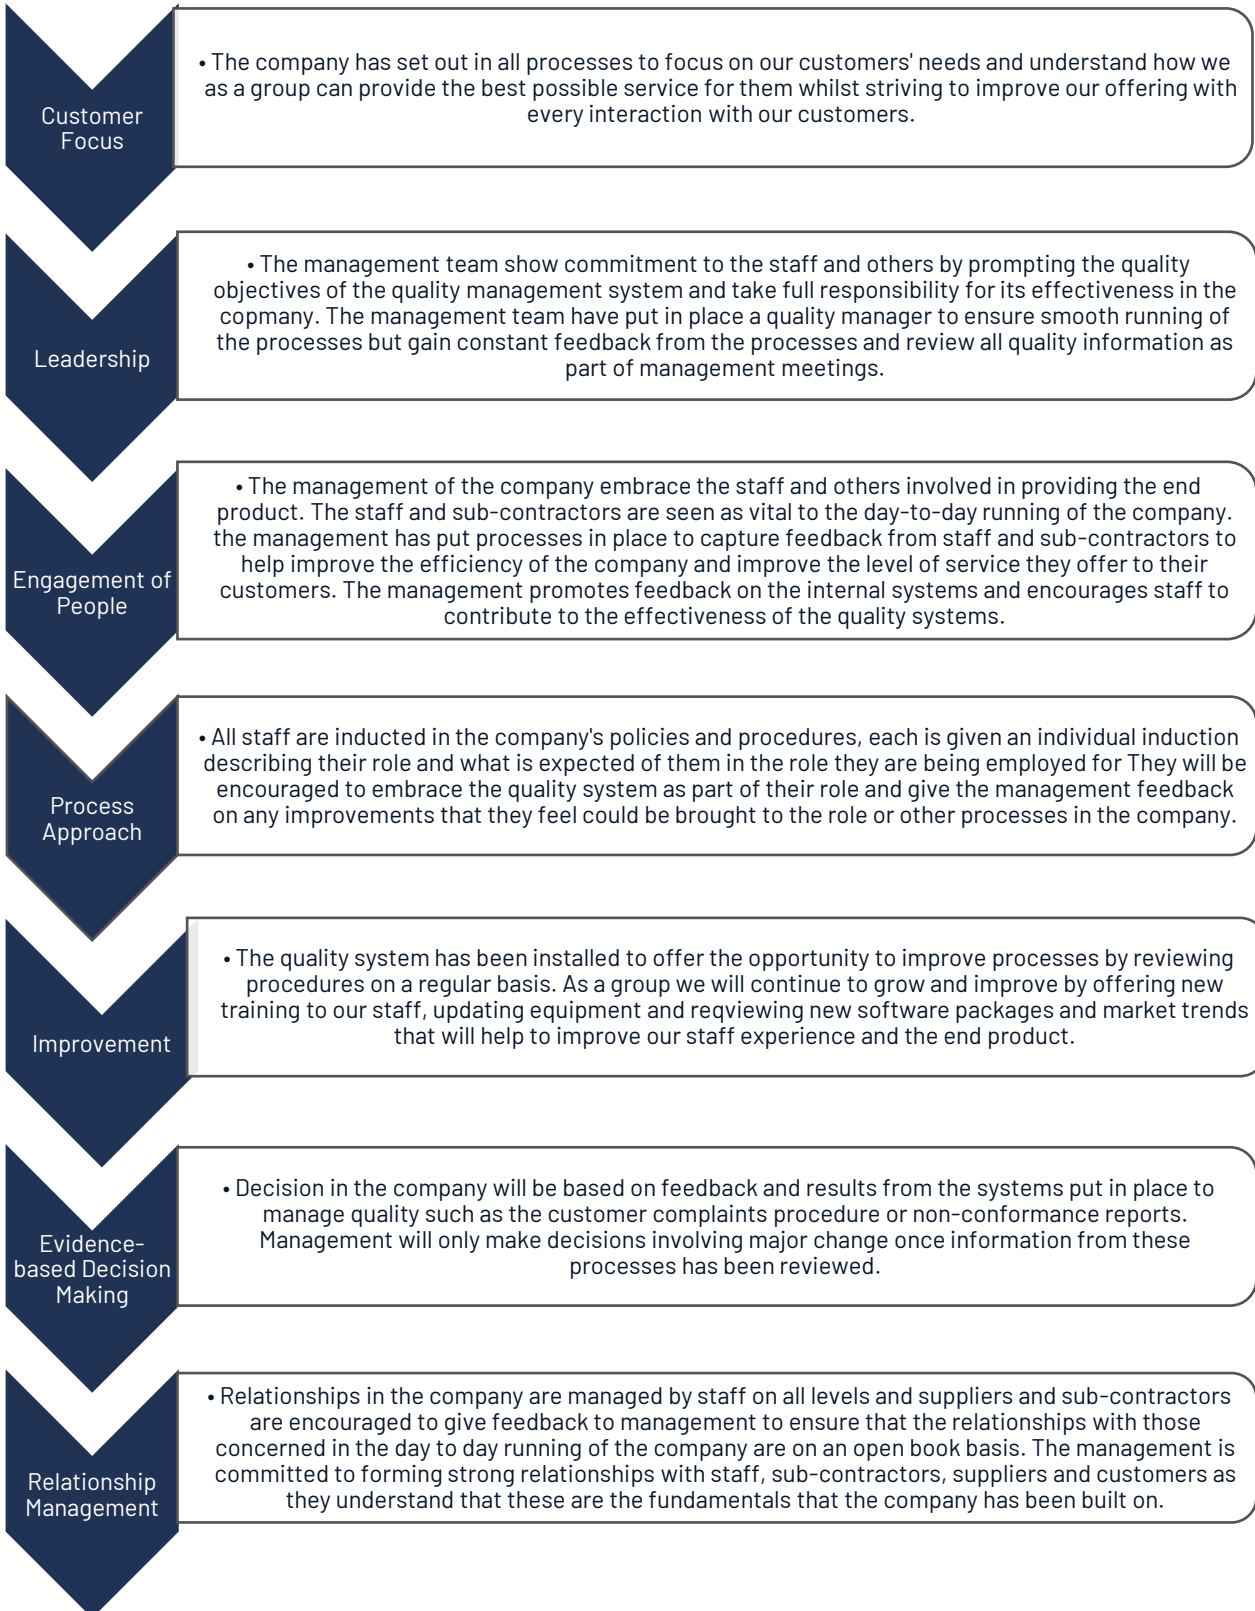 Customer
Focus
• The company has set out in all processes to focus on our customers' needs and understand how we
as a group can provide the best possible service for them whilst striving to improve our offering with
every interaction with our customers.
Leadership
• The management team show commitment to the staff and others by prompting the quality
objectives of the quality management system and take full responsibility for its effectiveness in the
copmany. The management team have put in place a quality manager to ensure smooth running of
the processes but gain constant feedback from the processes and review all quality information as
part of management meetings.
Engagement of
People
• The management of the company embrace the staff and others involved in providing the end
product. The staff and sub-contractors are seen as vital to the day-to-day running of the company.
the management has put processes in place to capture feedback from staff and sub-contractors to
help improve the efficiency of the company and improve the level of service they offer to their
customers. The management promotes feedback on the internal systems and encourages staff to
contribute to the effectiveness of the quality systems.
Process
Approach
• All staff are inducted in the company's policies and procedures, each is given an individual induction
describing their role and what is expected of them in the role they are being employed for They will be
encouraged to embrace the quality system as part of their role and give the management feedback
on any improvements that they feel could be brought to the role or other processes in the company.
Improvement
• The quality system has been installed to offer the opportunity to improve processes by reviewing
procedures on a regular basis. As a group we will continue to grow and improve by offering new
training to our staff, updating equipment and reqviewing new software packages and market trends
that will help to improve our staff experience and the end product.
Evidence-
based Decision
Making
• Decision in the company will be based on feedback and results from the systems put in place to
manage quality such as the customer complaints procedure or non-conformance reports.
Management will only make decisions involving major change once information from these
processes has been reviewed.
Relationship
Management
• Relationships in the company are managed by staff on all levels and suppliers and sub-contractors
are encouraged to give feedback to management to ensure that the relationships with those
concerned in the day to day running of the company are on an open book basis. The management is
committed to forming strong relationships with staff, sub-contractors, suppliers and customers as
they understand that these are the fundamentals that the company has been built on.